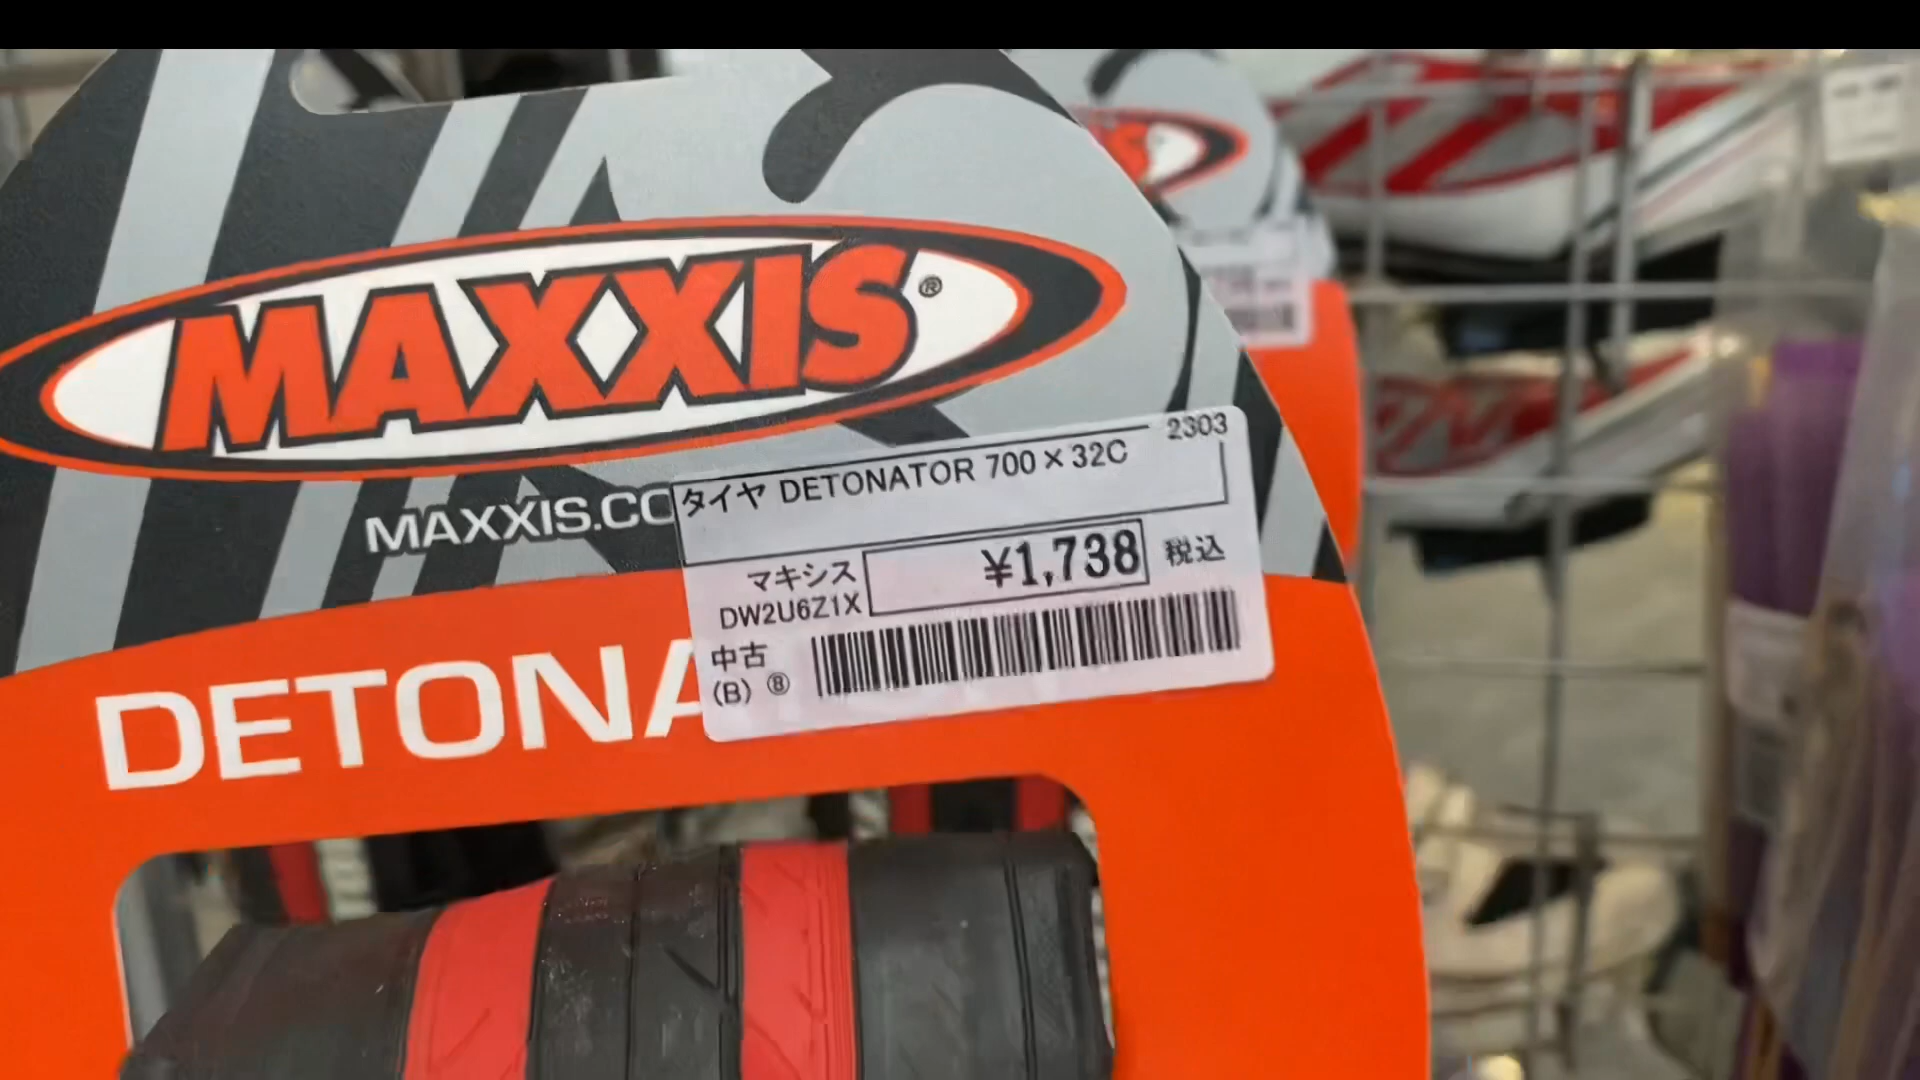 MAXXIS®
MAXXIS.CO
2303
タイヤ DETONATOR 700×32C
¥1,738 税込
マキシス
DW2U6Z1X
中古
(B) ⑧
DETONA